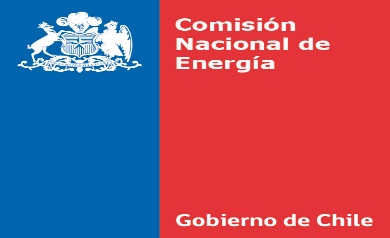 Comisión
Nacional de
Energía
Gobierno de Chile